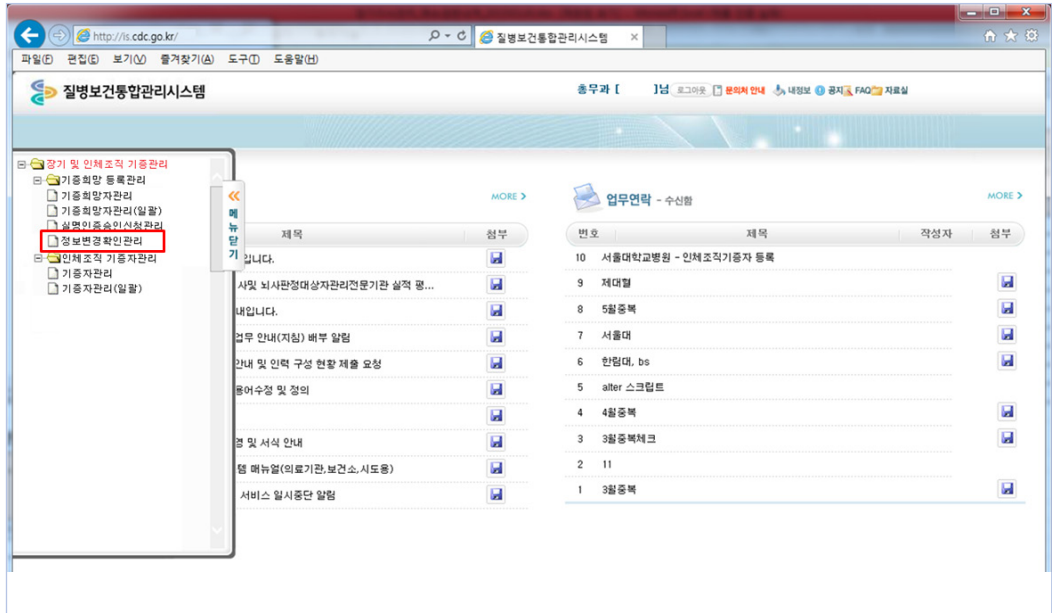 http://is.cdc.go.kr/
질병보건통합관리시스템
파일(F) 편집(E) 보기(V) 즐겨찾기(A) 도구(T) 도움말(H)
질병보건통합관리시스템
총무과 [ ]님 로그아웃 문의처 안내 내정보 공지 FAQ 자료실
장기 및 인체조직 기증관리
기증희망 등록관리
기증희망자관리
기증희망자관리(일괄)
실명인증승인신청관리
정보변경확인관리
인체조직 기증자관리
기증자관리
기증자관리(일괄)
메뉴닫기
MORE
제목 첨부
입니다.
사및 뇌사판정대상자관리전문기관 실적 평...
내입니다.
업무 안내(지침) 배부 알림
안내 및 인력 구성 현황 제출 요청
용어수정 및 정의
경 및 서식 안내
템 매뉴얼(의료기관,보건소,시도용)
서비스 일시중단 알림
업무연락 - 수신함
MORE
번호 제목 작성자 첨부
10 서울대학교병원 - 인체조직기증자 등록
9 제대혈
8 5월중복
7 서울대
6 한림대, bs
5 alter 스크립트
4 4월중복
3 3월중복체크
2 11
1 3월중복